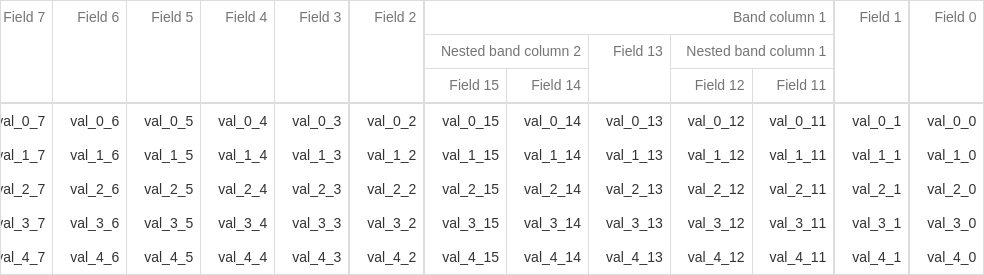 Field 7 Field 6 Field 5 Field 4 Field 3 Field 2 Band column 1 Field 1 Field 0
Nested band column 2 Field 13 Nested band column 1
Field 15 Field 14 Field 12 Field 11
val_0_7 val_0_6 val_0_5 val_0_4 val_0_3 val_0_2 val_0_15 val_0_14 val_0_13 val_0_12 val_0_11 val_0_1 val_0_0
val_1_7 val_1_6 val_1_5 val_1_4 val_1_3 val_1_2 val_1_15 val_1_14 val_1_13 val_1_12 val_1_11 val_1_1 val_1_0
val_2_7 val_2_6 val_2_5 val_2_4 val_2_3 val_2_2 val_2_15 val_2_14 val_2_13 val_2_12 val_2_11 val_2_1 val_2_0
val_3_7 val_3_6 val_3_5 val_3_4 val_3_3 val_3_2 val_3_15 val_3_14 val_3_13 val_3_12 val_3_11 val_3_1 val_3_0
val_4_7 val_4_6 val_4_5 val_4_4 val_4_3 val_4_2 val_4_15 val_4_14 val_4_13 val_4_12 val_4_11 val_4_1 val_4_0